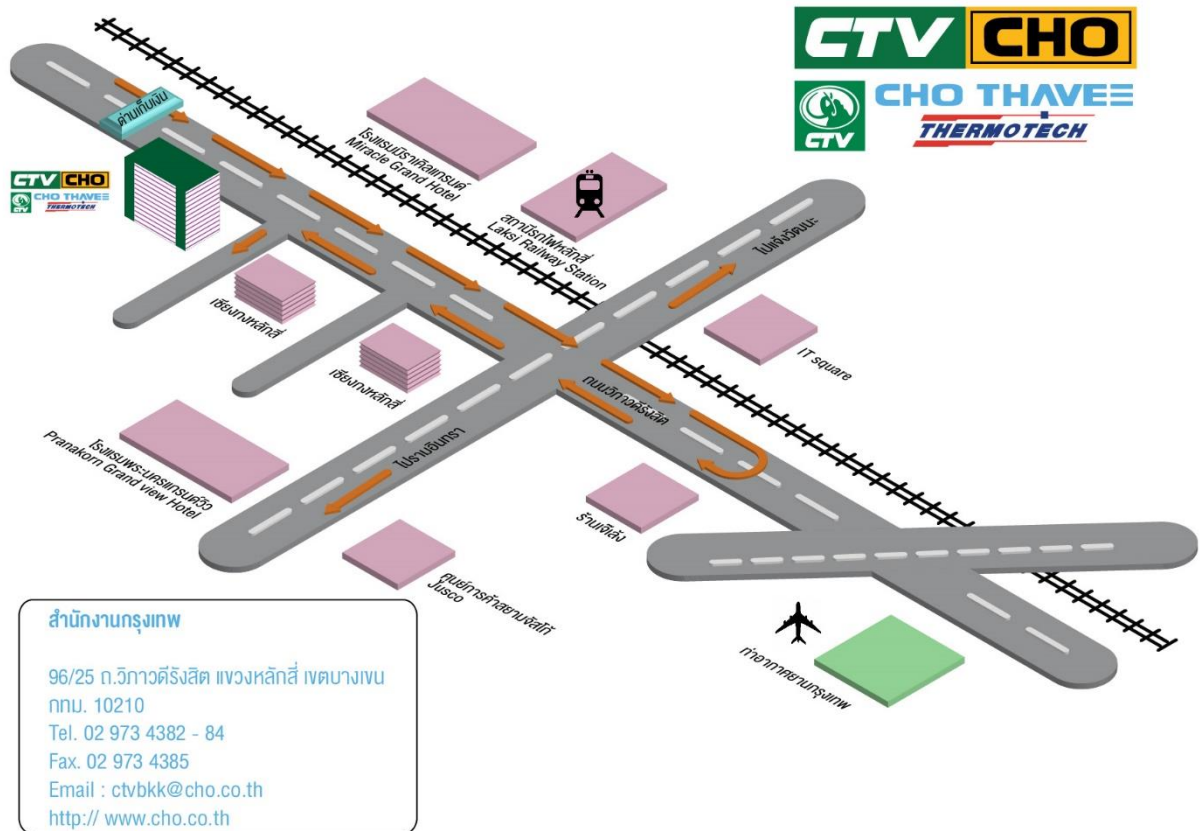 CTV CHO
CTV
CHO THAVEE
THERMOTECH
ด่านเก็บเงิน
CTV CHO
CTV
CHO THAVEE
THERMOTECH
โรงแรมมิราเคิลแกรนด์
Miracle Grand Hotel
สถานีรถไฟหลักสี่
Laksi Railway Station
ไปแจ้งวัฒนะ
IT square
เซียงกงหลักสี่
เซียงกงหลักสี่
ถนนวิภาวดีรังสิต
ไปรามอินทรา
โรงแรมพระนครแกรนด์วิว
Pranakorn Grand view Hotel
ร้านเจ๊เล้ง
ศูนย์การค้าสยามจัสโก้
Jusco
ท่าอากาศยานกรุงเทพ
สำนักงานกรุงเทพ
96/25 ถ.วิภาวดีรังสิต แขวงหลักสี่ เขตบางเขน
กทม. 10210
Tel. 02 973 4382 - 84
Fax. 02 973 4385
Email : ctvbkk@cho.co.th
http:// www.cho.co.th